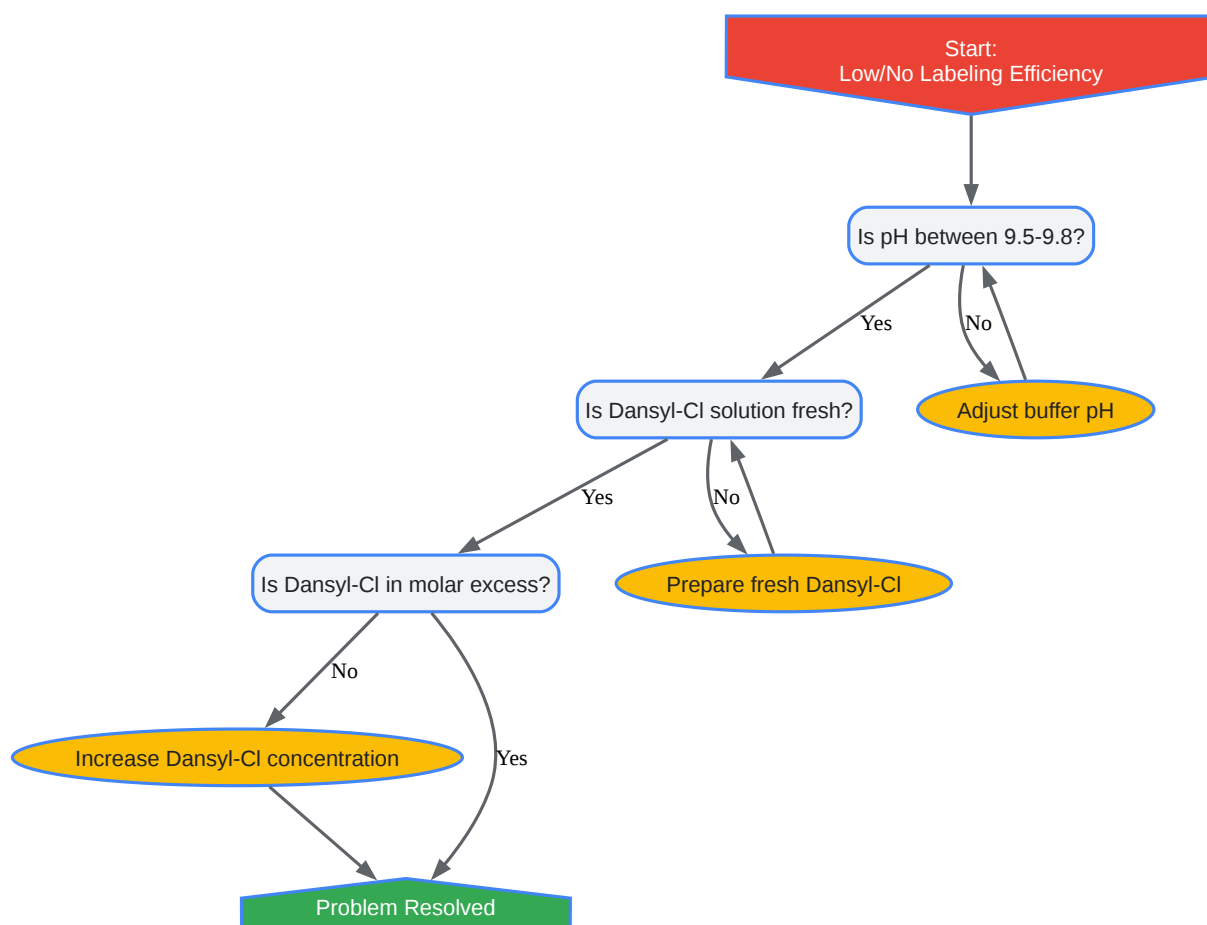 Start:
Low/No Labeling Efficiency
Is pH between 9.5-9.8?
Yes
No
Is Dansyl-Cl solution fresh?
Adjust buffer pH
Yes
No
Is Dansyl-Cl in molar excess?
Prepare fresh Dansyl-Cl
No
Increase Dansyl-Cl concentration
Yes
Problem Resolved